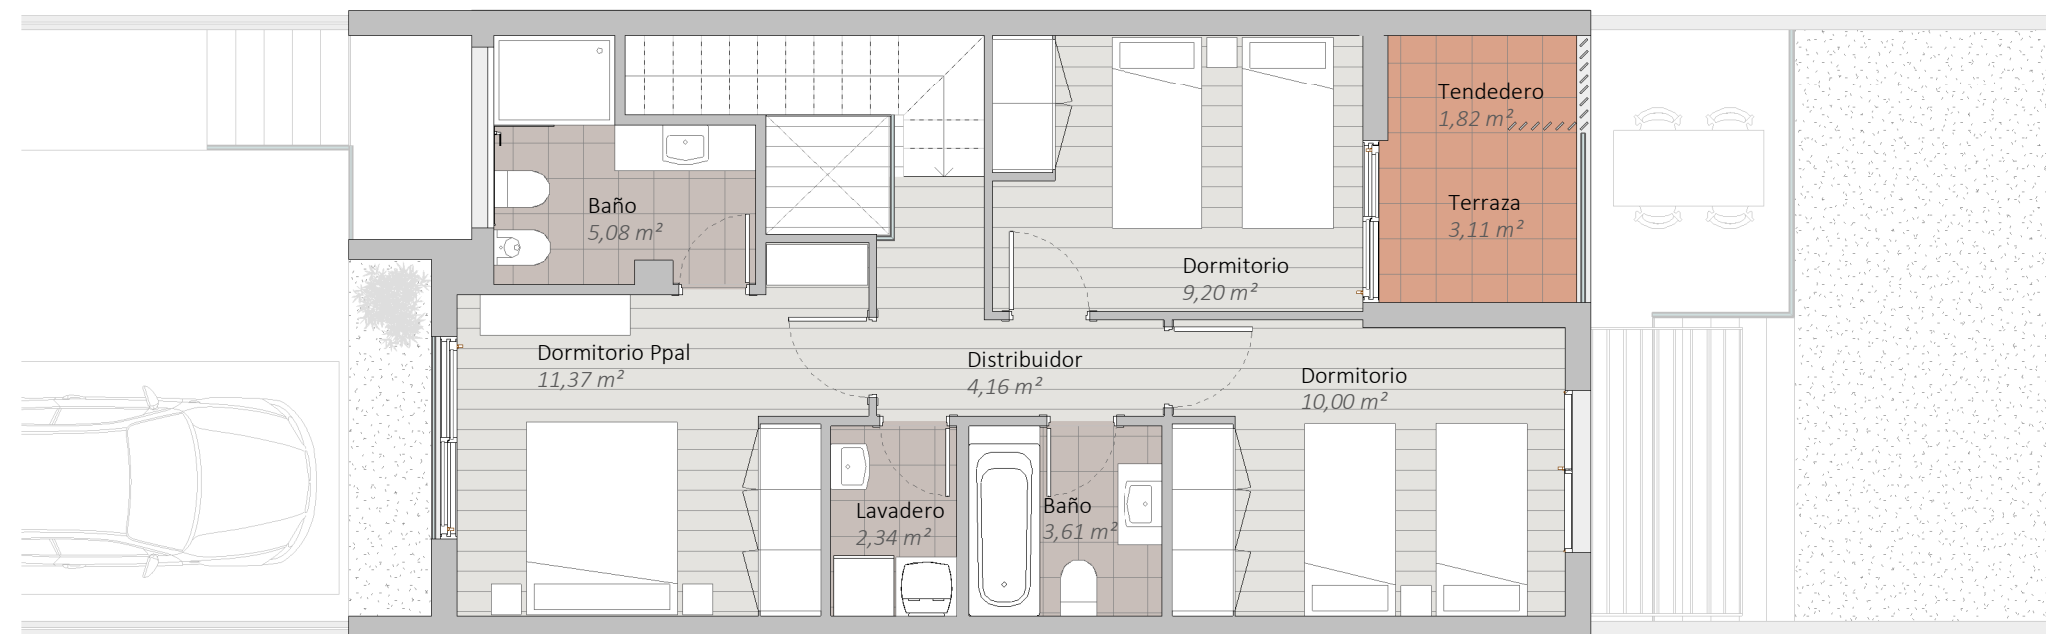 Tendedero
1,82 m²
Baño
5,08 m²
Terraza
3,11 m²
Dormitorio
9,20 m²
Dormitorio Ppal
11,37 m²
Distribuidor
4,16 m²
Dormitorio
10,00 m²
Lavadero
2,34 m²
Baño
3,61 m²